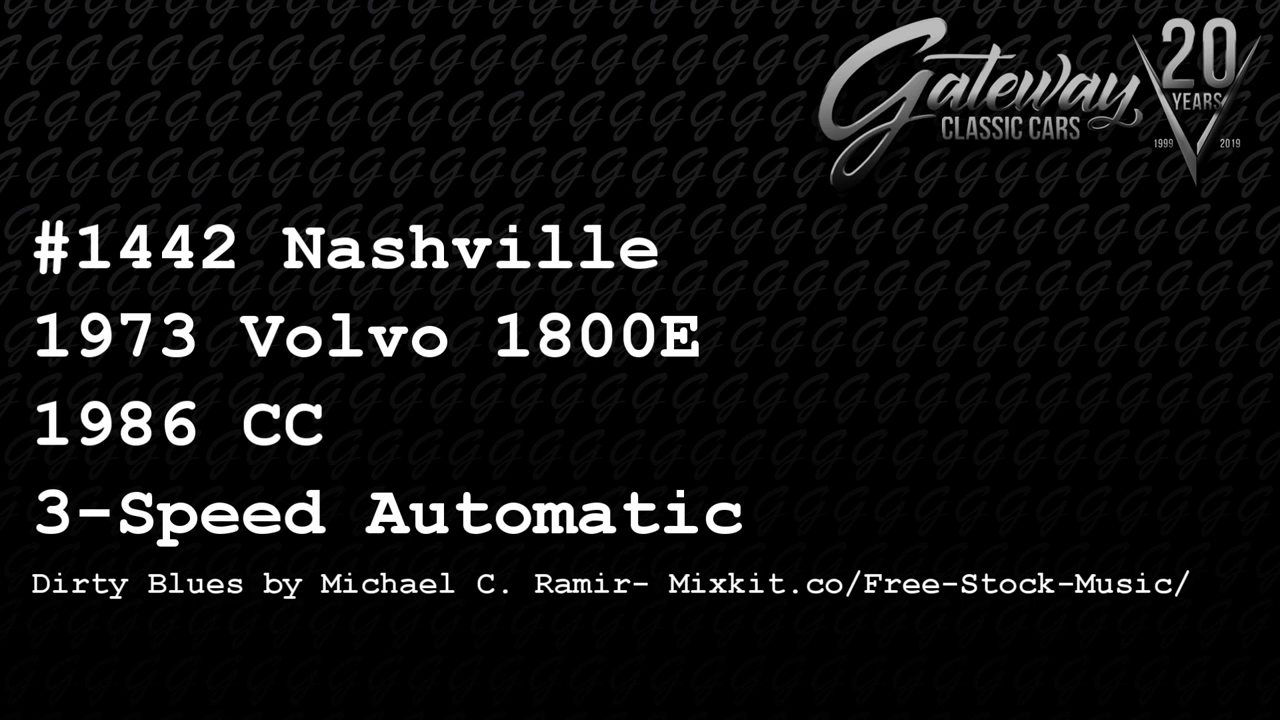 Gateway
CLASSIC CARS
20
YEARS
1999 2019
#1442 Nashville
1973 Volvo 1800E
1986 CC
3-Speed Automatic
Dirty Blues by Michael C. Ramir- Mixkit.co/Free-Stock-Music/